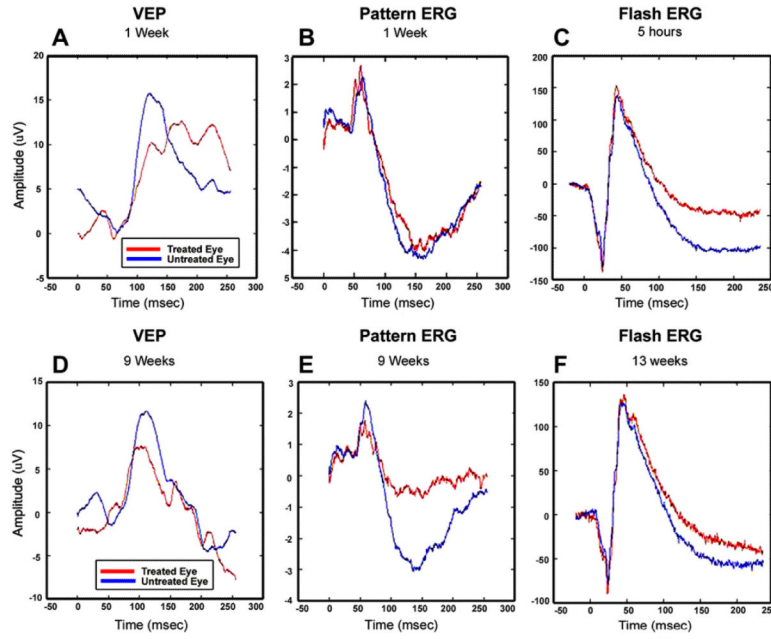 VEP
A
1 Week
Amplitude (uV)
20
15
10
5
0
-5
Treated Eye
Untreated Eye
-50 0 50 100 150 200 250 300
Time (msec)
Pattern ERG
B
1 Week
3
2
1
0
-1
-2
-3
4
5
-50 0 50 100 150 200 250 300
Time (msec)
Flash ERG
C
5 hours
200
150
100
50
0
-50
-100
-150
-50 0 50 100 150 200 250
Time (msec)
VEP
D
9 Weeks
Amplitude (uV)
15
10
5
0
-5
-10
Treated Eye
Untreated Eye
-50 0 50 100 150 200 250 300
Time (msec)
Pattern ERG
E
9 Weeks
3
2
1
0
-1
-2
-3
-4
-50 0 50 100 150 200 250 300
Time (msec)
Flash ERG
F
13 weeks
150
100
50
0
-50
-100
-50 0 50 100 150 200 250
Time (msec)